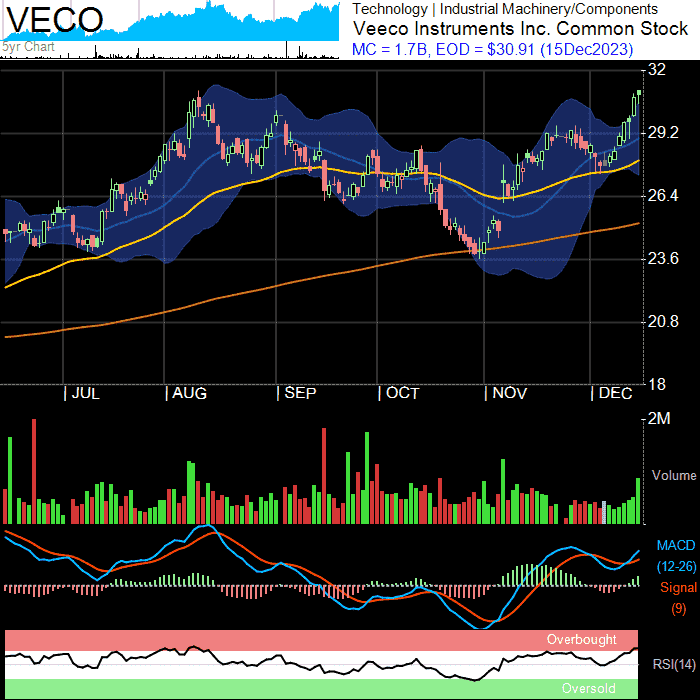 VECO
5yr Chart
Technology | Industrial Machinery/Components
Veeco Instruments Inc. Common Stock
MC = 1.7B, EOD = $30.91 (15Dec2023)
32
29.2
26.4
23.6
20.8
18
| JUL | AUG | SEP | OCT | NOV | DEC
2M
Volume
MACD
(12-26)
Signal
(9)
Overbought
RSI(14)
Oversold